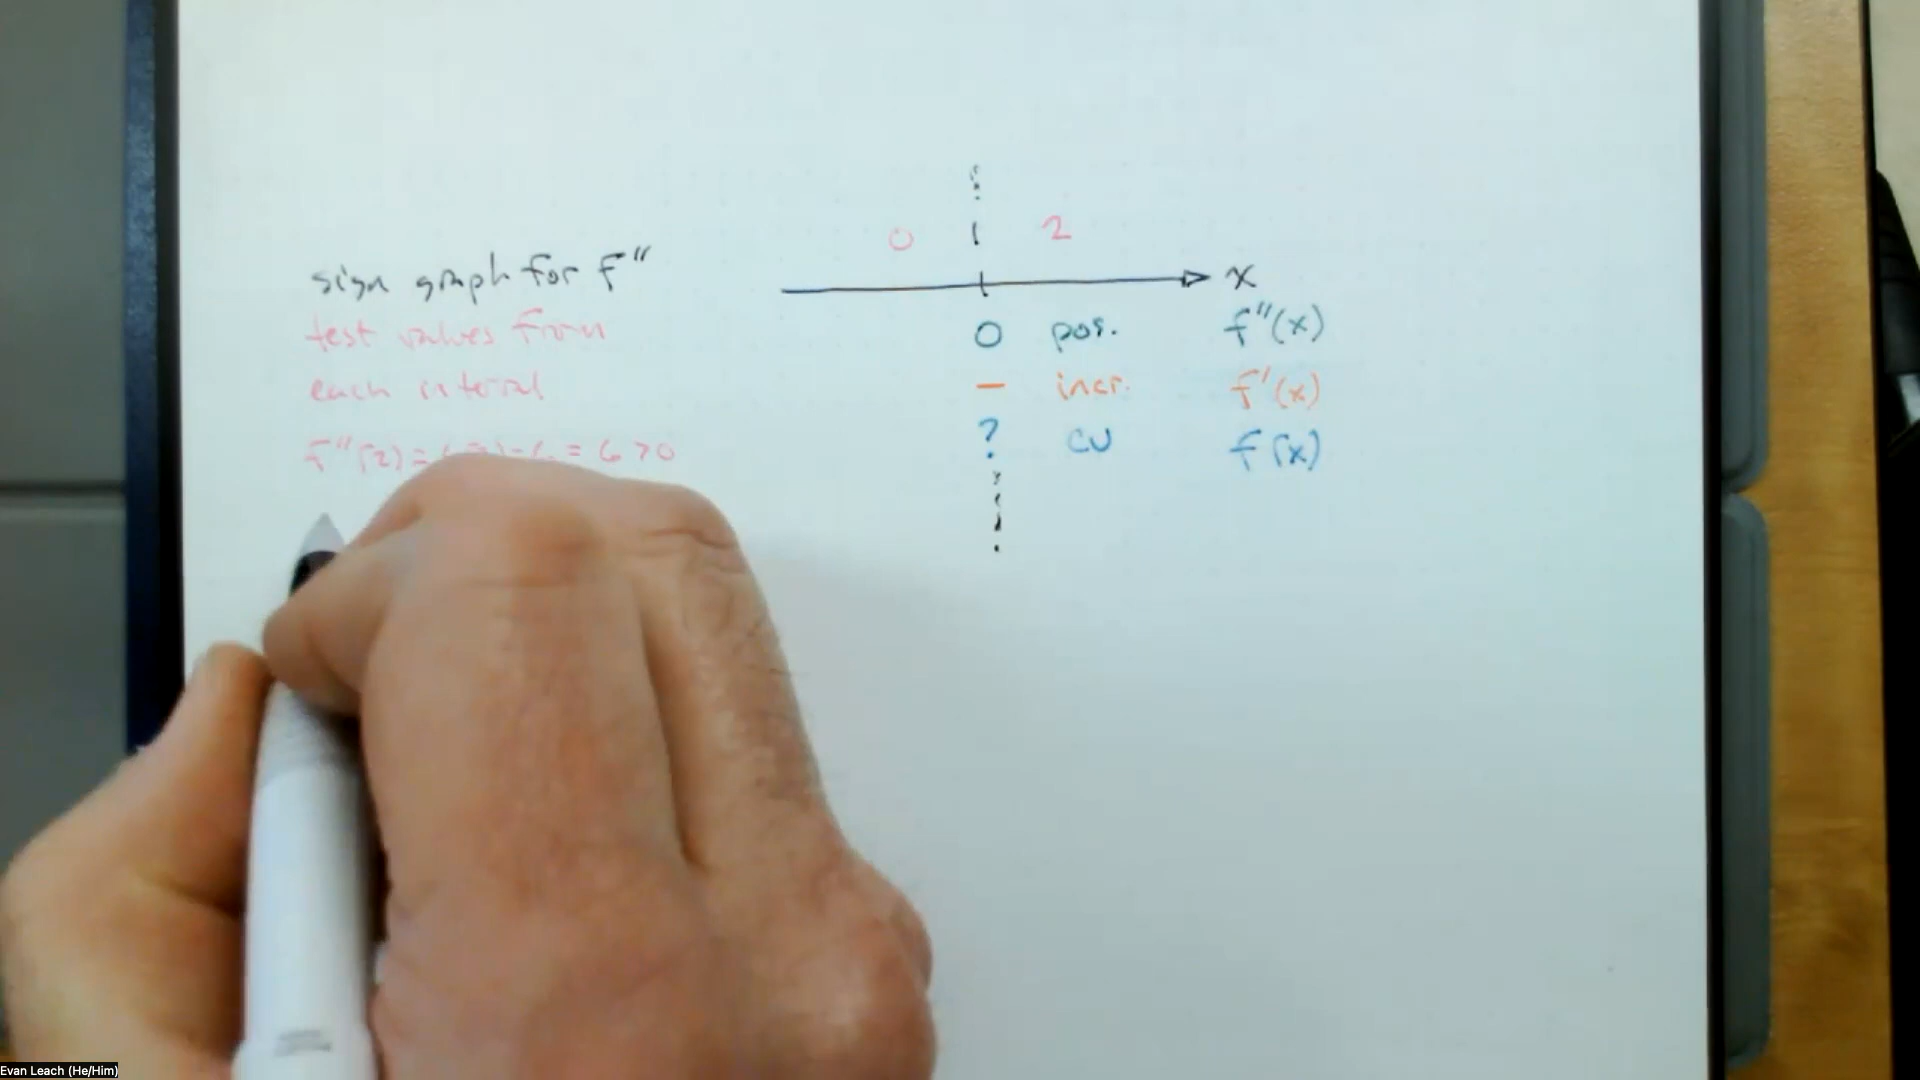 0 1 2
sign graph for f" x
test values from 0 pos. f"(x)
each interval – incr. f'(x)
f"(2) = = 6 > 0 ? CU f(x)
Evan Leach (He/Him)